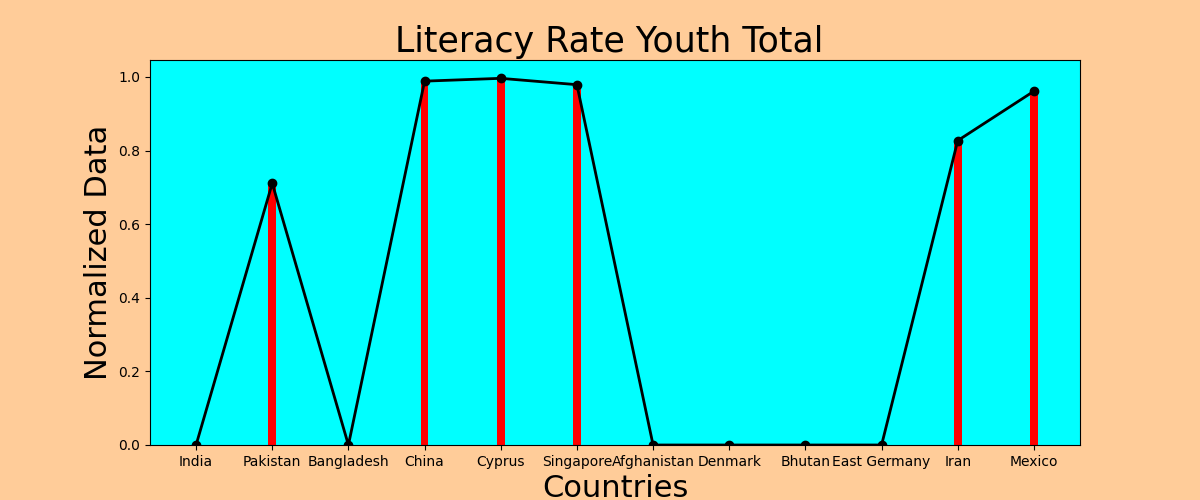 Literacy Rate Youth Total
Normalized Data
1.0
0.8
0.6
0.4
0.2
0.0
India Pakistan Bangladesh China Cyprus Singapore Afghanistan Denmark Bhutan East Germany Iran Mexico
Countries